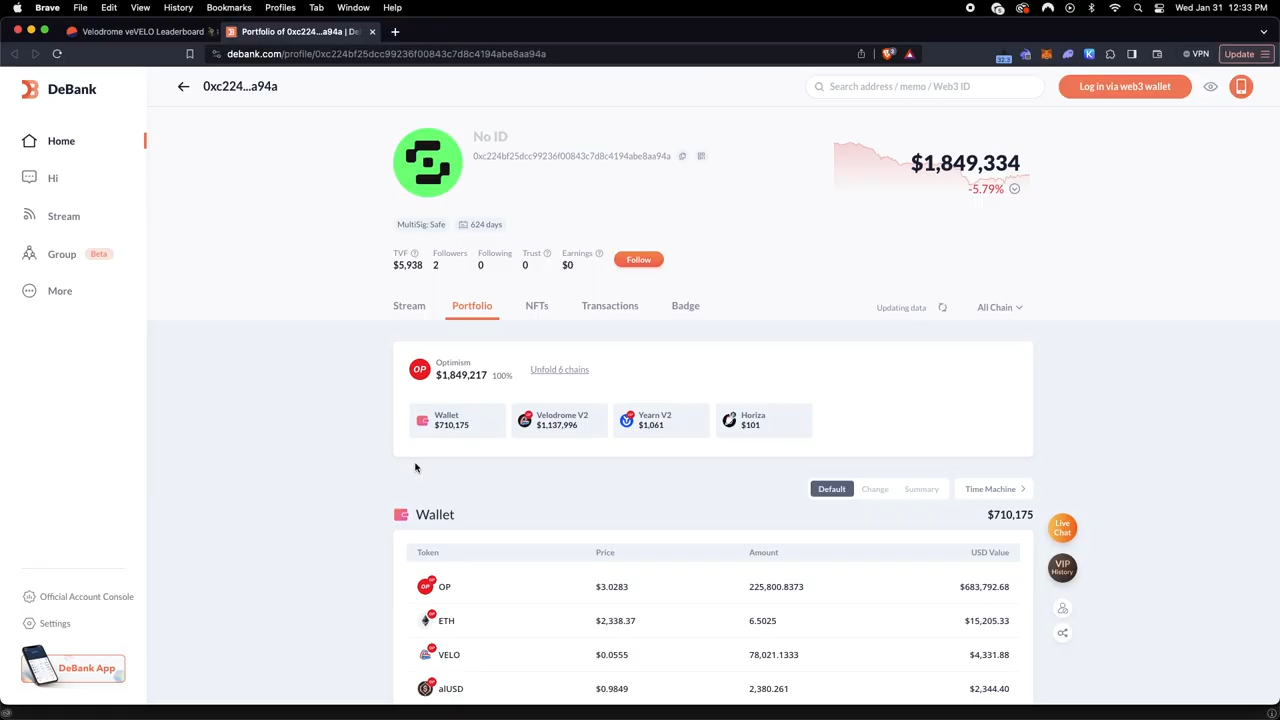 Brave File Edit View History Bookmarks Profiles Tab Window Help
Wed Jan 31 12:33 PM
Velodrome veVELO Leaderboard
Portfolio of 0xc224...a94a | De
debank.com/profile/0xc224bf25dcc99236f00843c7d8c4194abe8aa94a
VPN
Update
DeBank
0xc224...a94a
Search address / memo / Web3 ID
Log in via web3 wallet
Home
Hi
Stream
Group Beta
More
Official Account Console
Settings
DeBank App
No ID
0xc224bf25dcc99236f00843c7d8c4194abe8aa94a
$1,849,334
-5.79%
MultiSig: Safe 624 days
TVF Followers Following Trust Earnings
$5,938 2 0 0 $0
Follow
Stream Portfolio NFTs Transactions Badge
Updating data
All Chain
OP
Optimism
$1,849,217 100%
Unfold 6 chains
Wallet
$710,175
Velodrome V2
$1,137,996
Yearn V2
$1,061
Horiza
$101
Default Change Summary
Time Machine
Wallet $710,175
Token Price Amount USD Value
OP $3.0283 225,800.8373 $683,792.68
ETH $2,338.37 6.5025 $15,205.33
VELO $0.0555 78,021.1333 $4,331.88
alUSD $0.9849 2,380.261 $2,344.40
Live
Chat
VIP
History